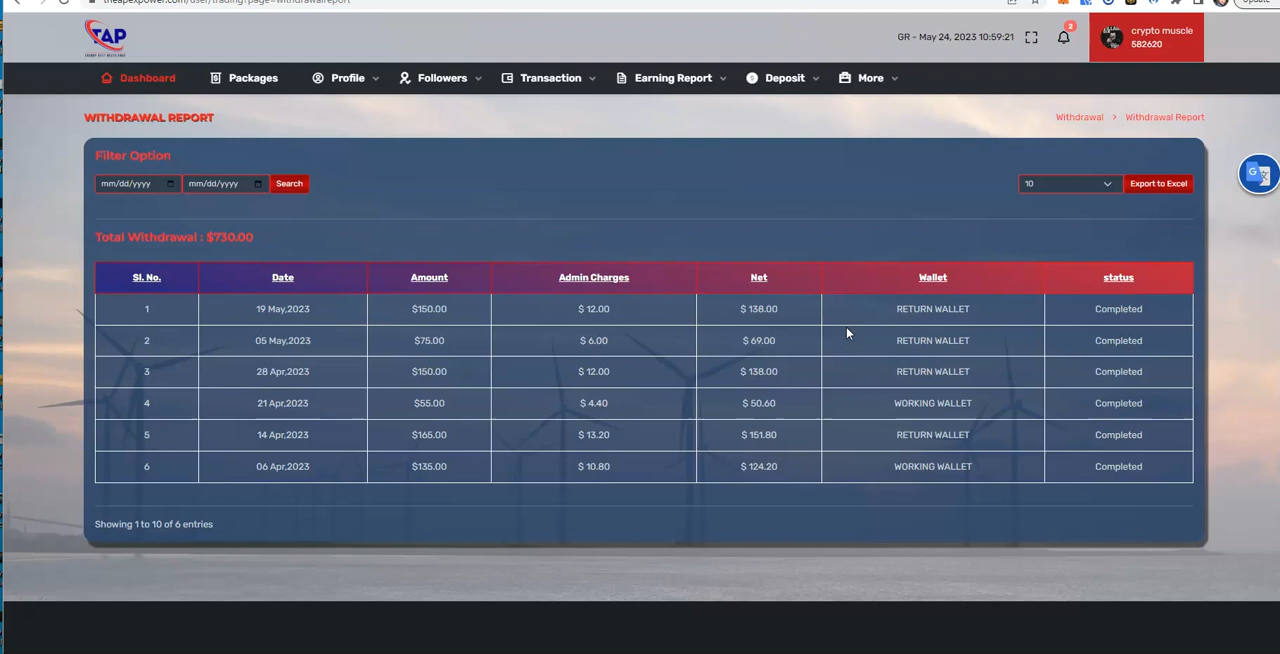 theapexpower.com/user/trading?page=withdrawalreport
Update
TAP
GR - May 24, 2023 10:59:21
2
crypto muscle
582620
Dashboard Packages Profile Followers Transaction Earning Report Deposit More
WITHDRAWAL REPORT
Withdrawal > Withdrawal Report
Filter Option
mm/dd/yyyy mm/dd/yyyy Search 10 Export to Excel
Total Withdrawal : $730.00
Sl. No. Date Amount Admin Charges Net Wallet status
1 19 May,2023 $150.00 $ 12.00 $ 138.00 RETURN WALLET Completed
2 05 May,2023 $75.00 $ 6.00 $ 69.00 RETURN WALLET Completed
3 28 Apr,2023 $150.00 $ 12.00 $ 138.00 RETURN WALLET Completed
4 21 Apr,2023 $55.00 $ 4.40 $ 50.60 WORKING WALLET Completed
5 14 Apr,2023 $165.00 $ 13.20 $ 151.80 RETURN WALLET Completed
6 06 Apr,2023 $135.00 $ 10.80 $ 124.20 WORKING WALLET Completed
Showing 1 to 10 of 6 entries